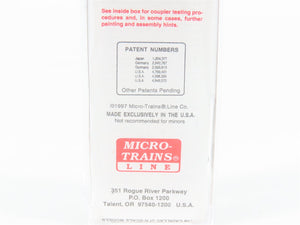 See inside box for coupler testing pro-
cedures and, in some cases, further
painting and assembly hints.
PATENT NUMBERS
Japan
Germany
Germany
U.S.A.
U.S.A.
U.S.A.
Other Patents Pending
©1997 Micro-Trains® Line Co.
MADE EXCLUSIVELY IN THE U.S.A.
Not recommended for minors
MICRO-
TRAINS®
LINE
351 Rogue River Parkway
P.O. Box 1200
Talent, OR 97540-1200 U.S.A.